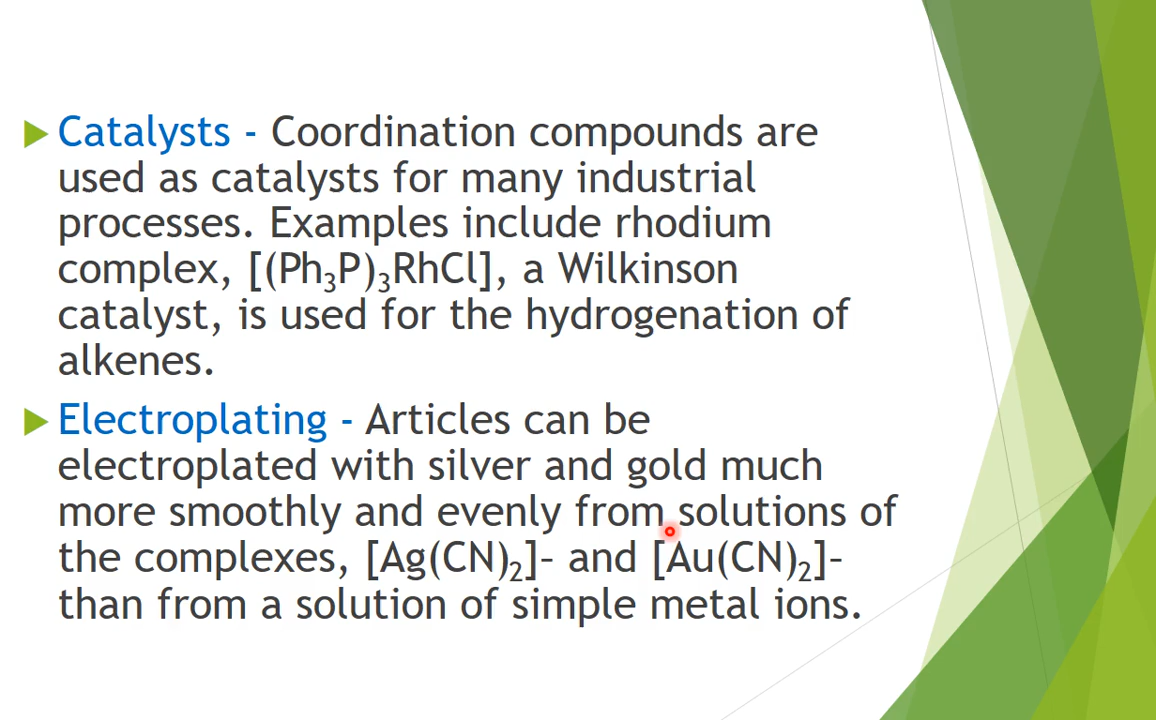 Catalysts - Coordination compounds are
used as catalysts for many industrial
processes. Examples include rhodium
complex, [(Ph₃P)₃RhCl], a Wilkinson
catalyst, is used for the hydrogenation of
alkenes.
Electroplating - Articles can be
electroplated with silver and gold much
more smoothly and evenly from solutions of
the complexes, [Ag(CN)₂]- and [Au(CN)₂]-
than from a solution of simple metal ions.